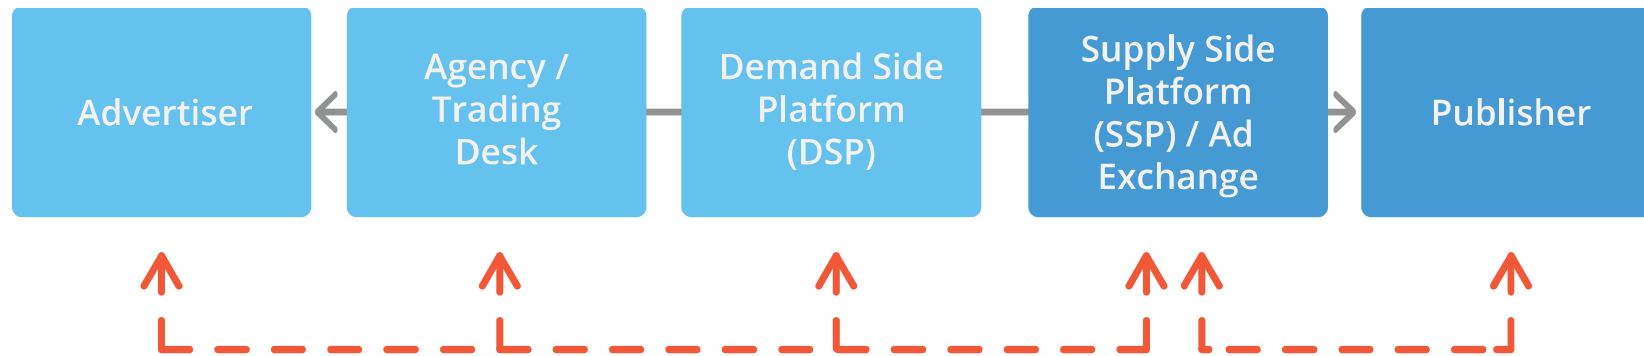 Advertiser
Agency /
Trading
Desk
Demand Side
Platform
(DSP)
Supply Side
Platform
(SSP) / Ad
Exchange
Publisher